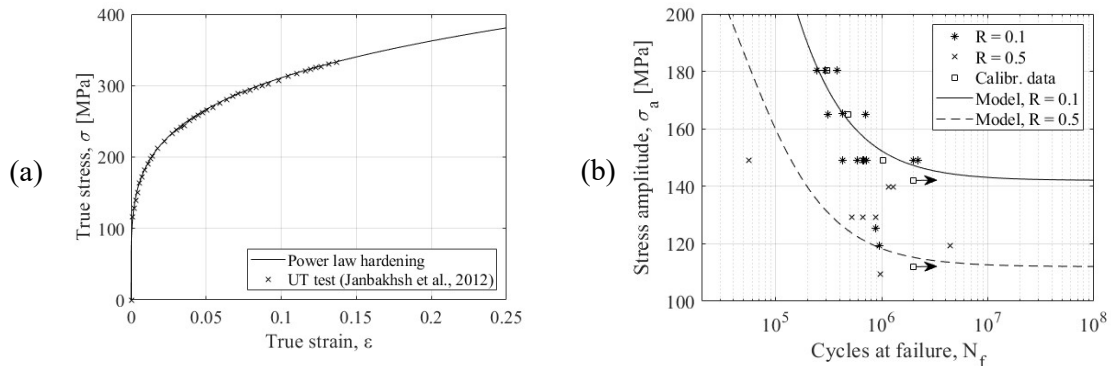 (a)
True stress, σ [MPa]
400
300
200
100
0
Power law hardening
UT test (Janbakhsh et al., 2012)
0
0.05
0.1
0.15
0.2
0.25
True strain, ε
(b)
Stress amplitude, σa [MPa]
200
180
160
140
120
100
R = 0.1
R = 0.5
Calibr. data
Model, R = 0.1
Model, R = 0.5
10^5
10^6
10^7
10^8
Cycles at failure, Nf